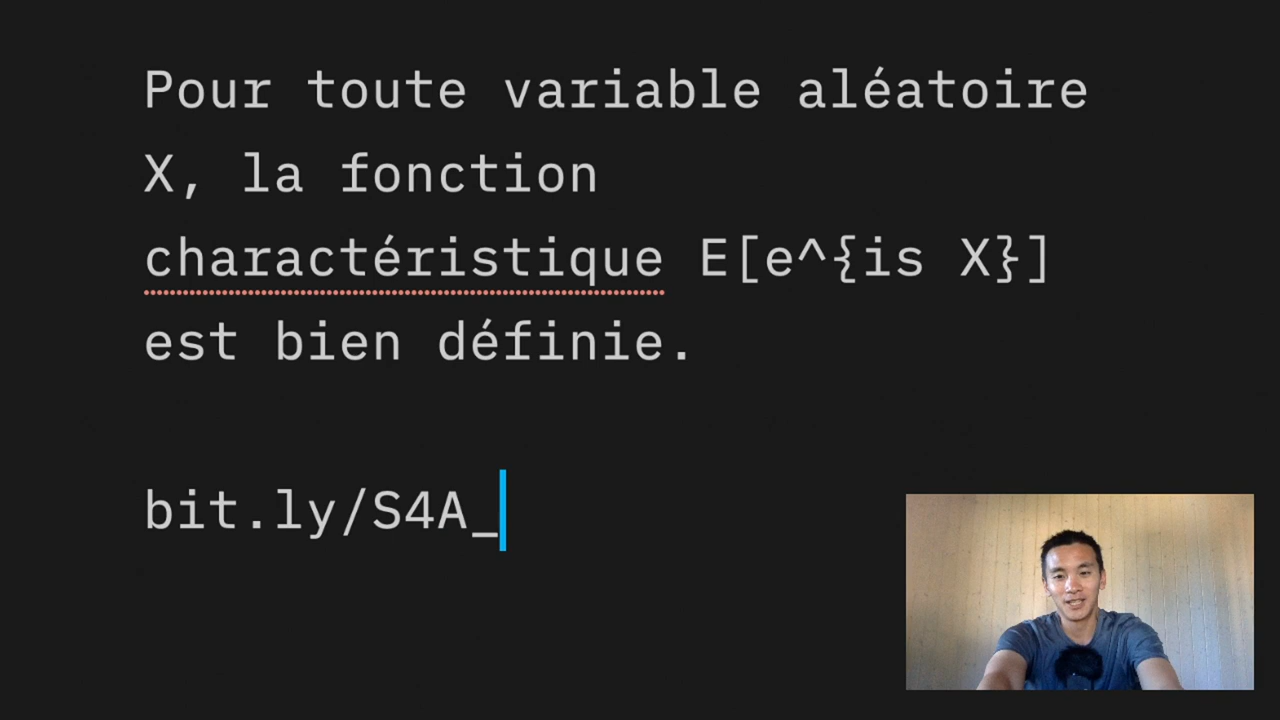 Pour toute variable aléatoire
X, la fonction
charactéristique E[e^{is X}]
est bien définie.
bit.ly/S4A_